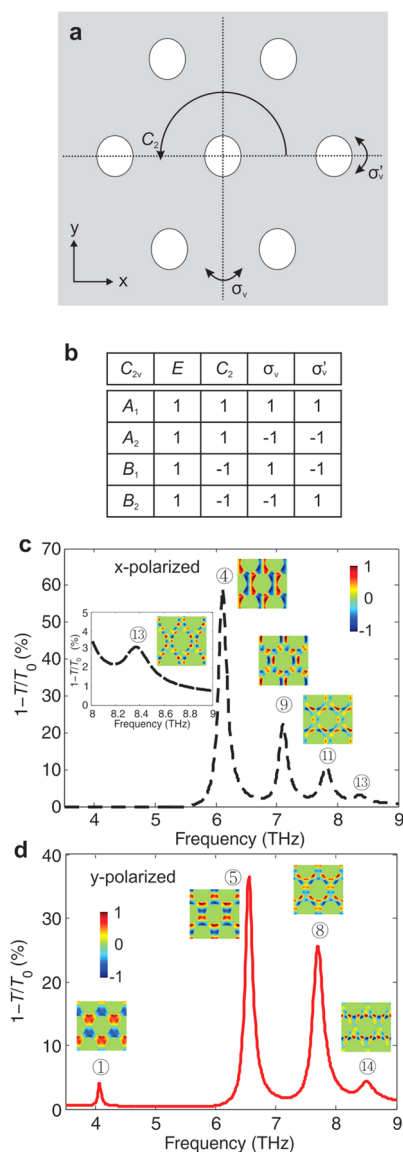 a
C₂
σᵥ'
y
x
σᵥ
b
C₂ᵥ E C₂ σᵥ σᵥ'
A₁ 1 1 1 1
A₂ 1 1 -1 -1
B₁ 1 -1 1 -1
B₂ 1 -1 -1 1
c
70
60
50
40
30
20
10
0
1−T/T₀ (%)
x-polarized
④
1
0
-1
5
4
3
2
1
0
1−T/T₀ (%)
⑬
8 8.2 8.4 8.6 8.8 9
Frequency (THz)
⑨
⑪
⑬
4 5 6 7 8 9
Frequency (THz)
d
40
30
20
10
0
1−T/T₀ (%)
y-polarized
⑤
1
0
-1
⑧
①
⑭
4 5 6 7 8 9
Frequency (THz)